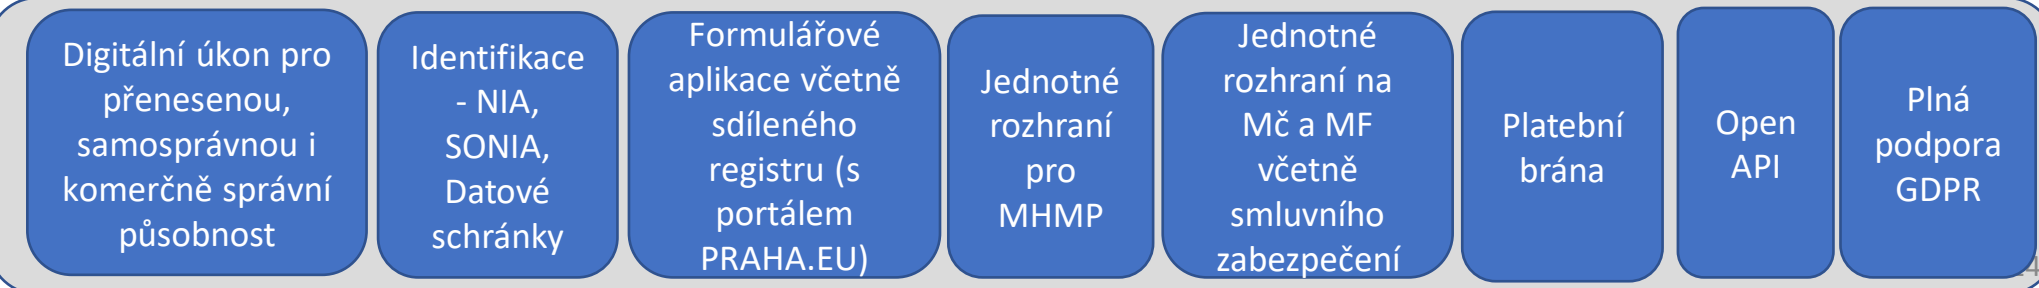 Digitální úkon pro
přenesenou,
samosprávnou i
komerčně správní
působnost
Identifikace
- NIA,
SONIA,
Datové
schránky
Formulářové
aplikace včetně
sdíleného
registru (s
portálem
PRAHA.EU)
Jednotné
rozhraní
pro
MHMP
Jednotné
rozhraní na
Mč a MF
včetně
smluvního
zabezpečení
Platební
brána
Open
API
Plná
podpora
GDPR